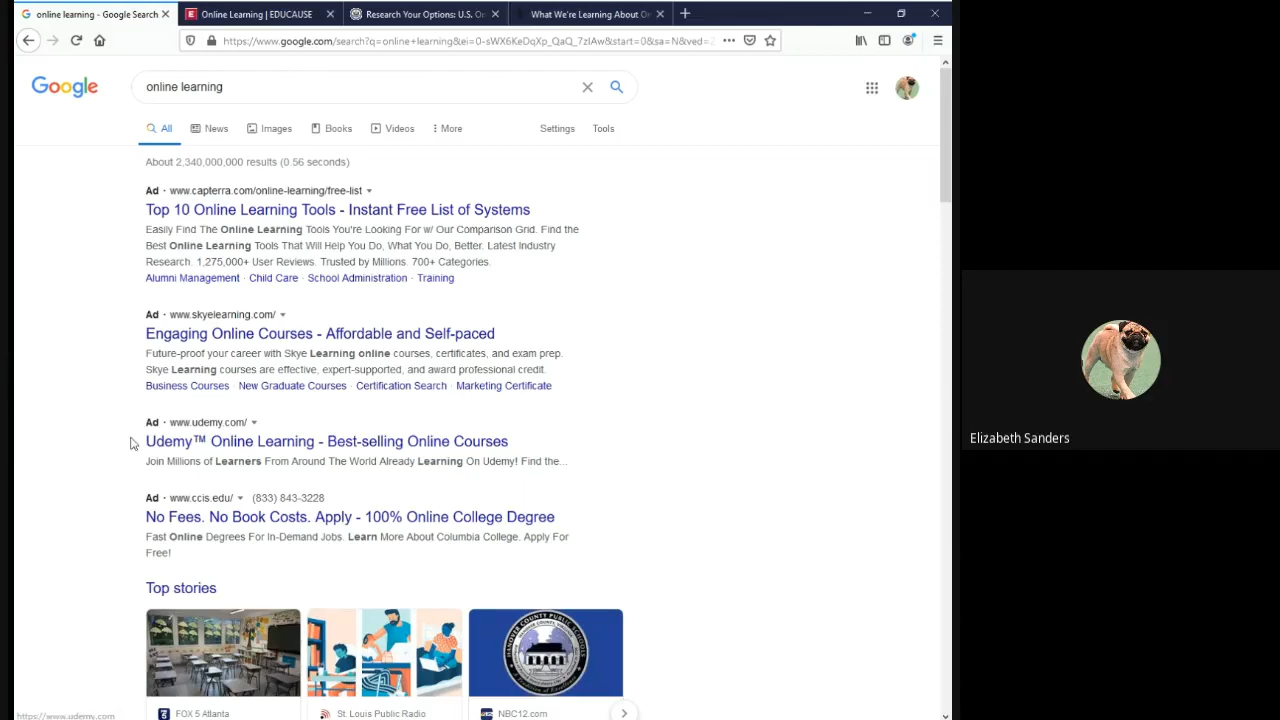 online learning - Google Search
Online Learning | EDUCAUSE
Research Your Options: U.S. On
What We're Learning About On
https://www.google.com/search?q=online+learning&ei=0-sWX6KeDqXp_QaQ_7zIAw&start=0&sa=N&ved=2
Google
online learning
All
News
Images
Books
Videos
More
Settings
Tools
About 2,340,000,000 results (0.56 seconds)
Ad · www.capterra.com/online-learning/free-list
Top 10 Online Learning Tools - Instant Free List of Systems
Easily Find The Online Learning Tools You're Looking For w/ Our Comparison Grid. Find the
Best Online Learning Tools That Will Help You Do, What You Do, Better. Latest Industry
Research. 1,275,000+ User Reviews. Trusted by Millions. 700+ Categories.
Alumni Management · Child Care · School Administration · Training
Ad · www.skyelearning.com/
Engaging Online Courses - Affordable and Self-paced
Future-proof your career with Skye Learning online courses, certificates, and exam prep.
Skye Learning courses are effective, expert-supported, and award professional credit.
Business Courses · New Graduate Courses · Certification Search · Marketing Certificate
Ad · www.udemy.com/
Udemy™ Online Learning - Best-selling Online Courses
Join Millions of Learners From Around The World Already Learning On Udemy! Find the...
Ad · www.ccis.edu/ (833) 843-3228
No Fees. No Book Costs. Apply - 100% Online College Degree
Fast Online Degrees For In-Demand Jobs. Learn More About Columbia College. Apply For
Free!
Top stories
FOX 5 Atlanta
St. Louis Public Radio
NBC12.com
https://www.udemy.com
Elizabeth Sanders